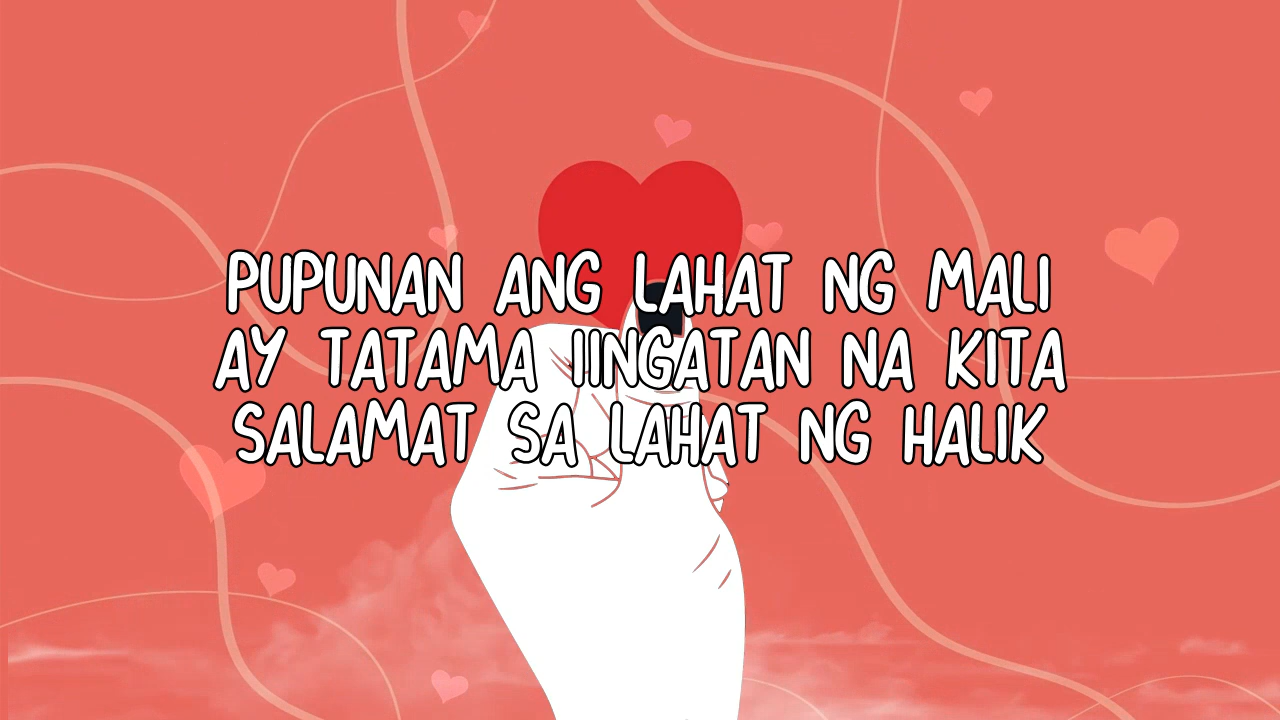 PUPUNAN ANG LAHAT NG MALI
AY TATAMA IINGATAN NA KITA
SALAMAT SA LAHAT NG HALIK